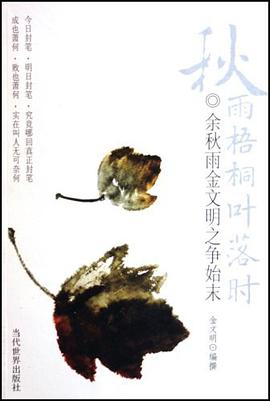 秋雨梧桐叶落时
◎余秋雨金文明之争始末
金文明◎编撰
今日封笔·明日封笔·究竟哪回真正封笔
成也萧何·败也萧何·实在叫人无可奈何
当代世界出版社